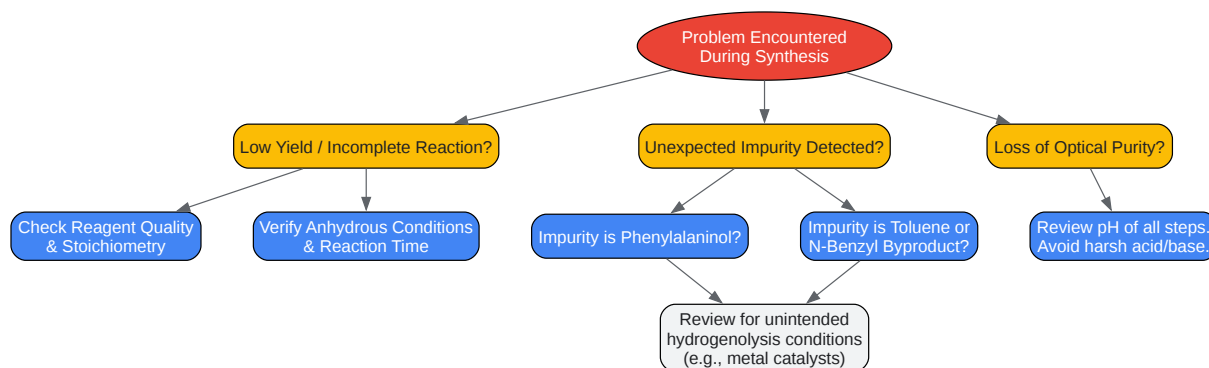 Problem Encountered
During Synthesis
Low Yield / Incomplete Reaction?
Unexpected Impurity Detected?
Loss of Optical Purity?
Check Reagent Quality
& Stoichiometry
Verify Anhydrous Conditions
& Reaction Time
Impurity is Phenylalaninol?
Impurity is Toluene or
N-Benzyl Byproduct?
Review pH of all steps.
Avoid harsh acid/base.
Review for unintended
hydrogenolysis conditions
(e.g., metal catalysts)